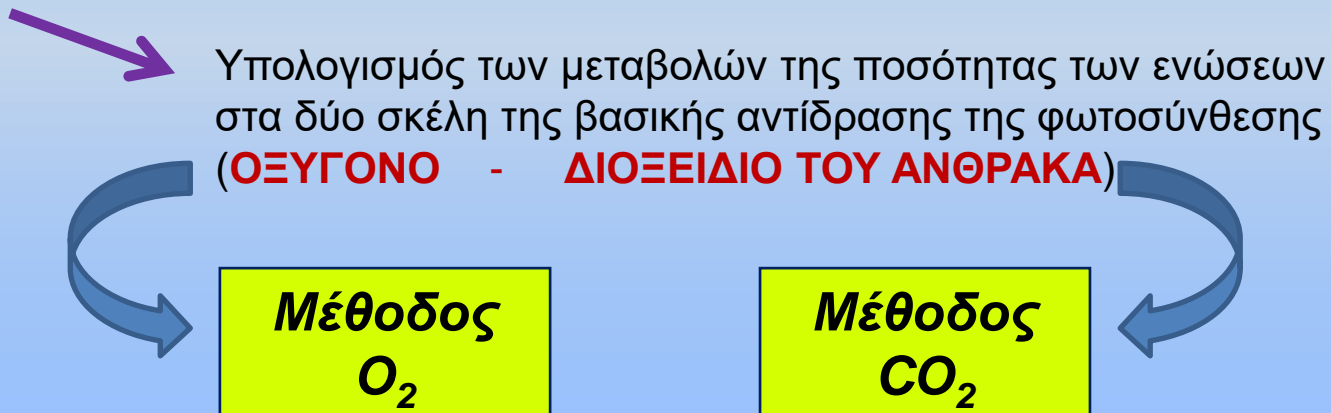 Υπολογισμός των μεταβολών της ποσότητας των ενώσεων
στα δύο σκέλη της βασικής αντίδρασης της φωτοσύνθεσης
(ΟΞΥΓΟΝΟ - ΔΙΟΞΕΙΔΙΟ ΤΟΥ ΑΝΘΡΑΚΑ)
Μέθοδος
O₂
Μέθοδος
CO₂